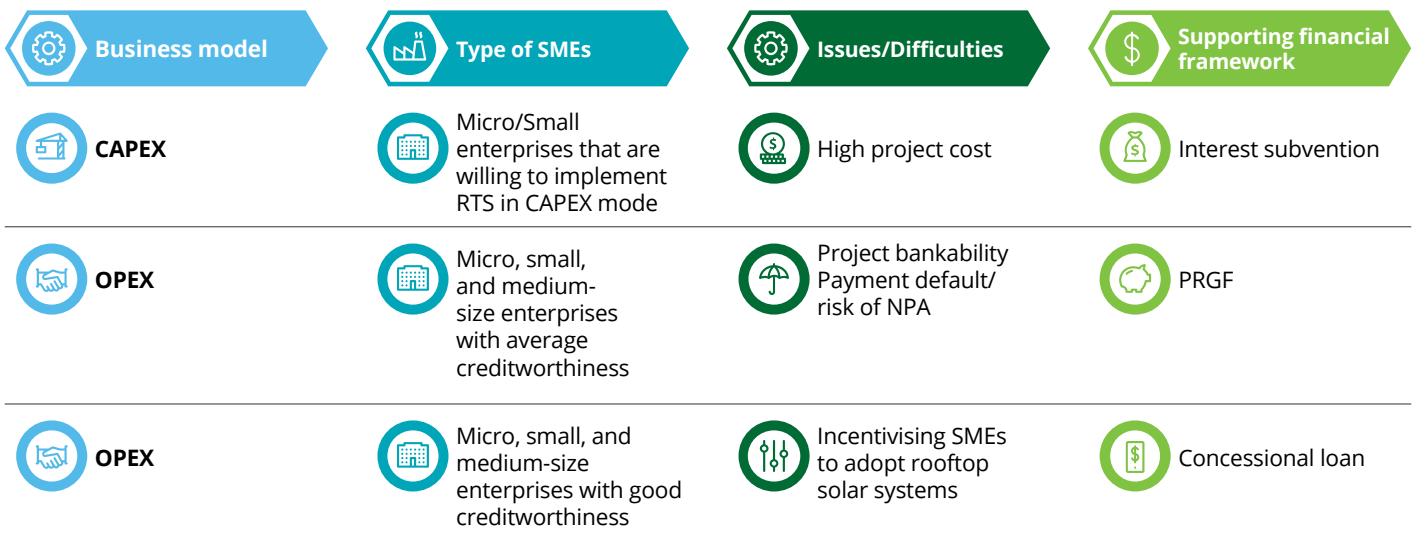 Business model
Type of SMEs
Issues/Difficulties
Supporting financial
framework
CAPEX
Micro/Small
enterprises that are
willing to implement
RTS in CAPEX mode
High project cost
Interest subvention
OPEX
Micro, small,
and medium-
size enterprises
with average
creditworthiness
Project bankability
Payment default/
risk of NPA
PRGF
OPEX
Micro, small, and
medium-size
enterprises with good
creditworthiness
Incentivising SMEs
to adopt rooftop
solar systems
Concessional loan